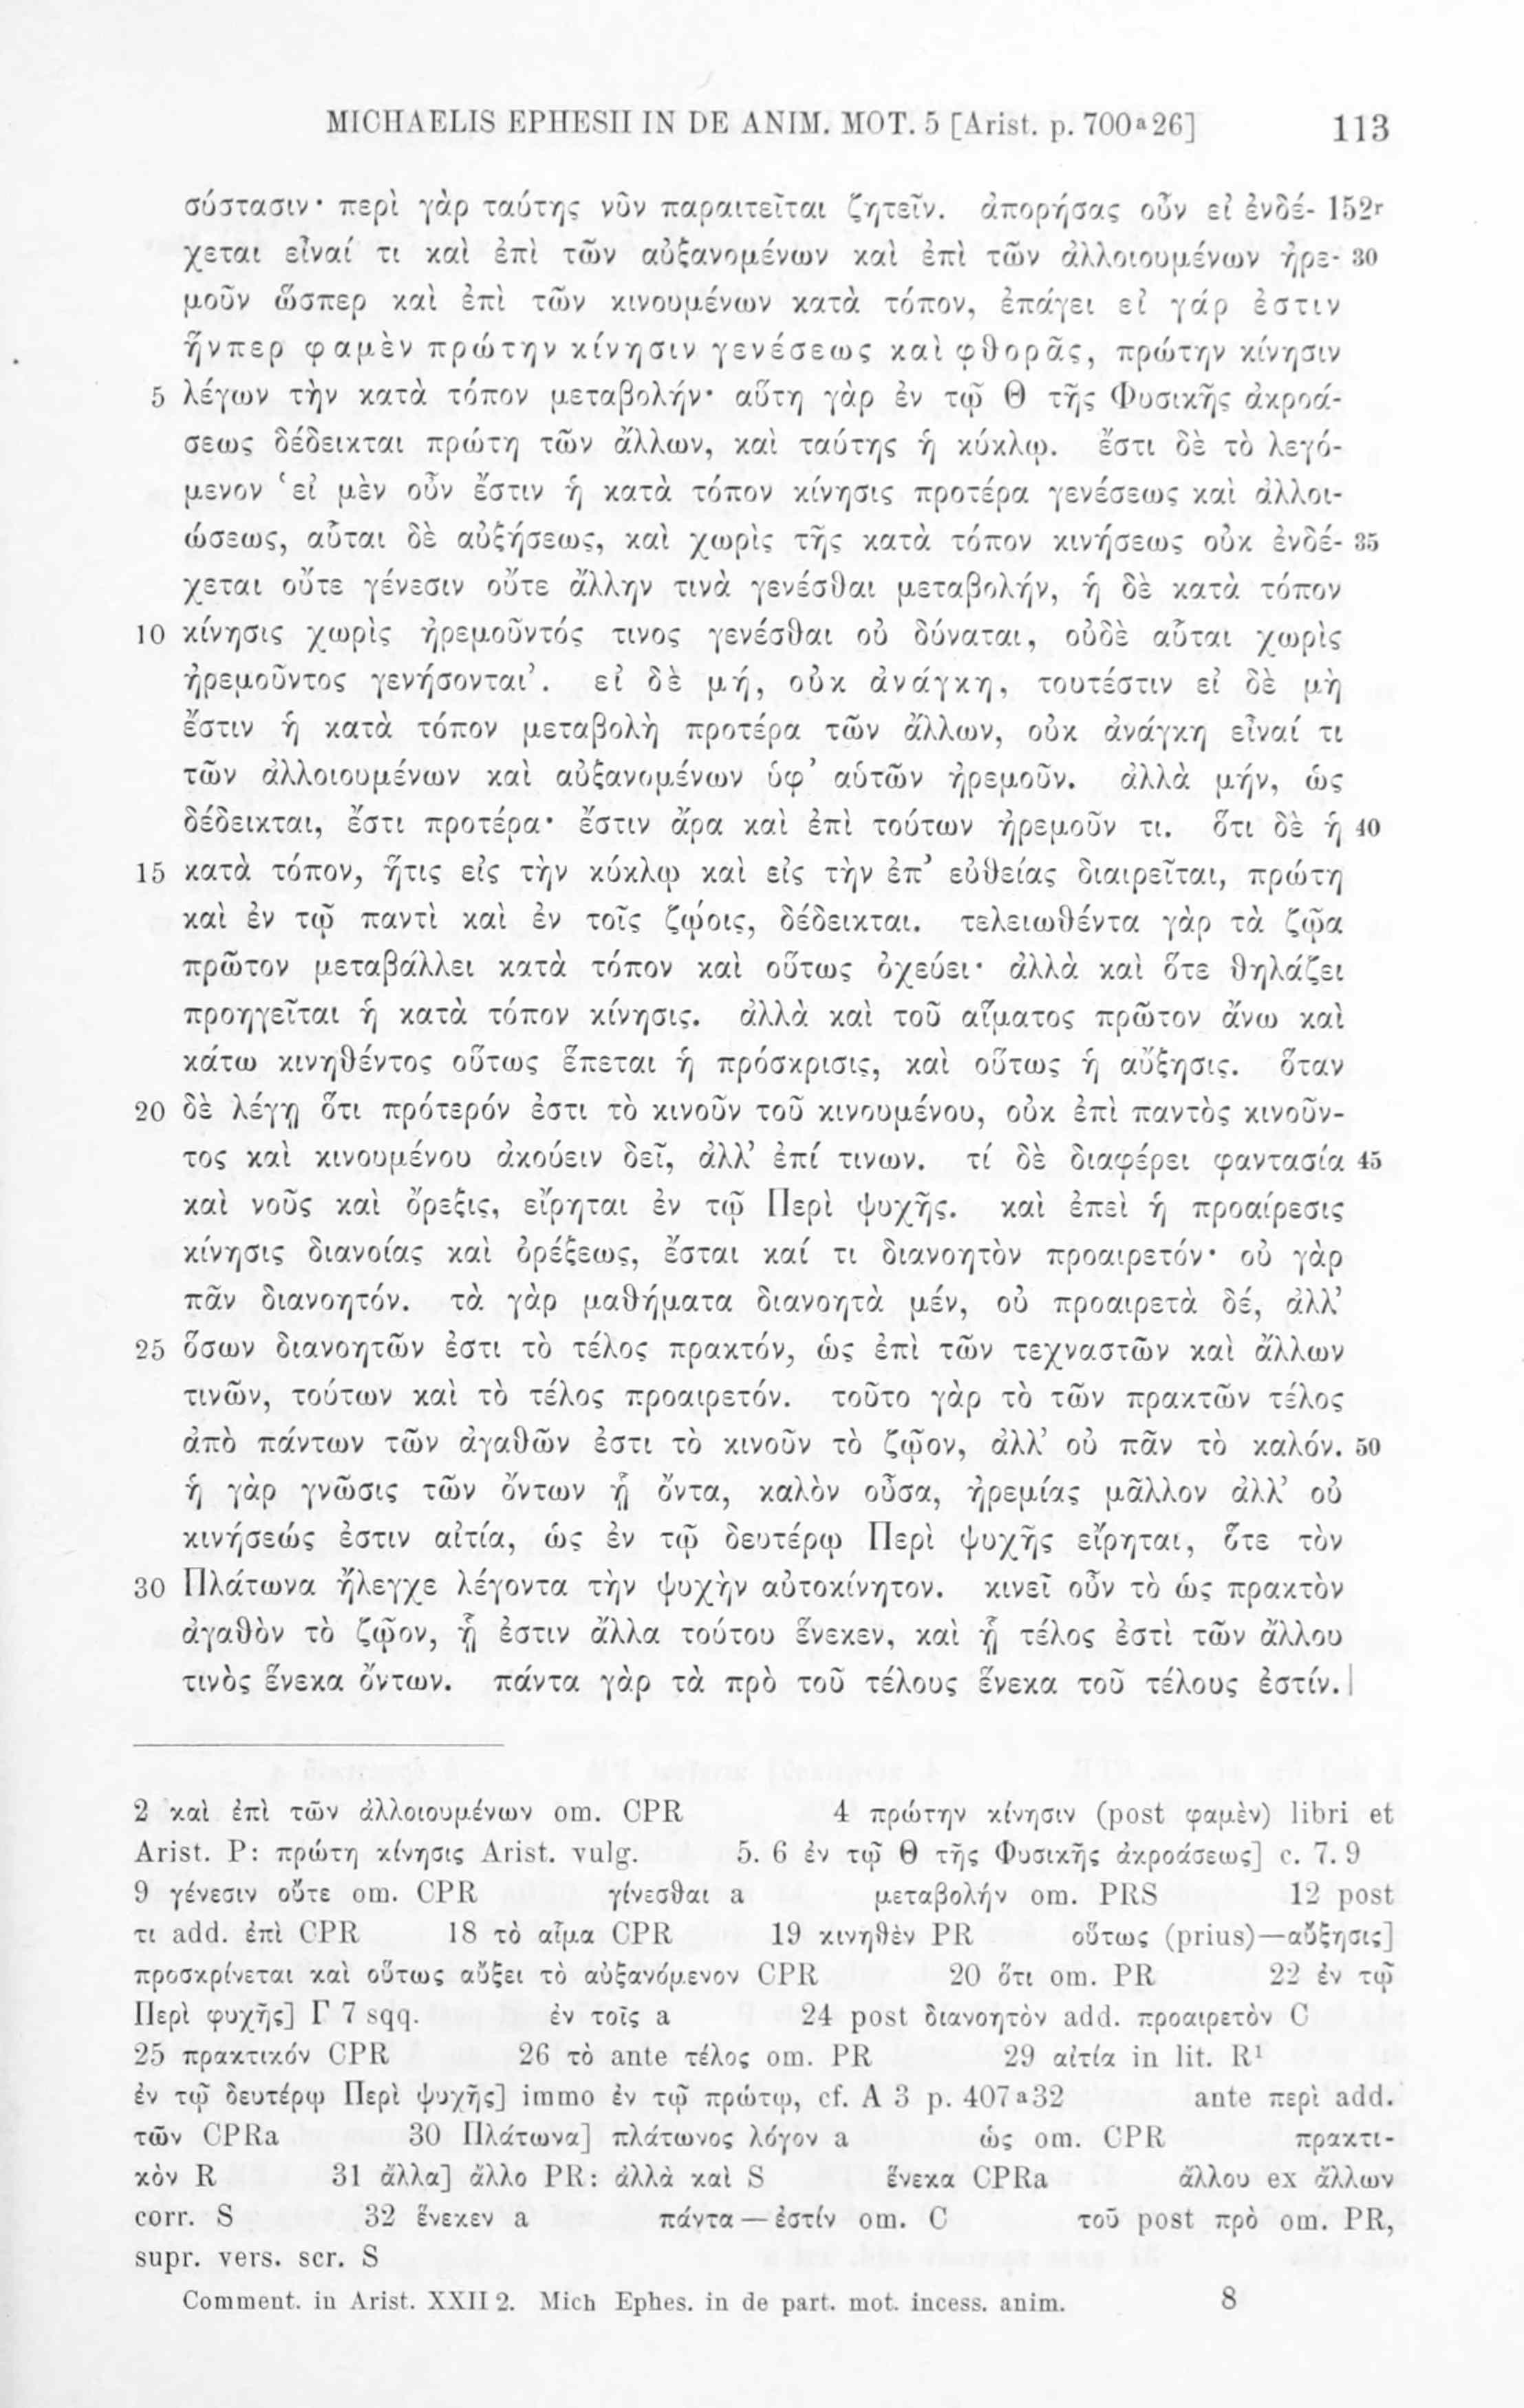 MICHAELIS EPHESII IN DE ANIM. MOT. 5 [Arist. p. 700ᵃ26] 113
σύστασιν· περὶ γὰρ ταύτης νῦν παραιτεῖται ζητεῖν. ἀπορήσας οὖν εἰ ἐνδέ- 152ʳ
χεται εἶναί τι καὶ ἐπὶ τῶν αὐξανομένων καὶ ἐπὶ τῶν ἀλλοιουμένων ἠρε- 30
μοῦν ὥσπερ καὶ ἐπὶ τῶν κινουμένων κατὰ τόπον, ἐπάγει εἰ γάρ ἐστιν
ἥνπερ φαμὲν πρώτην κίνησιν γενέσεως καὶ φθορᾶς, πρώτην κίνησιν
5 λέγων τὴν κατὰ τόπον μεταβολήν· αὕτη γὰρ ἐν τῷ Θ τῆς Φυσικῆς ἀκροά-
σεως δέδεικται πρώτη τῶν ἄλλων, καὶ ταύτης ἡ κύκλῳ. ἔστι δὲ τὸ λεγό-
μενον ‘εἰ μὲν οὖν ἔστιν ἡ κατὰ τόπον κίνησις προτέρα γενέσεως καὶ ἀλλοι-
ώσεως, αὗται δὲ αὐξήσεως, καὶ χωρὶς τῆς κατὰ τόπον κινήσεως οὐκ ἐνδέ- 35
χεται οὔτε γένεσιν οὔτε ἄλλην τινὰ γενέσθαι μεταβολήν, ἡ δὲ κατὰ τόπον
10 κίνησις χωρὶς ἠρεμοῦντός τινος γενέσθαι οὐ δύναται, οὐδὲ αὗται χωρὶς
ἠρεμοῦντος γενήσονται’. εἰ δὲ μή, οὐκ ἀνάγκη, τουτέστιν εἰ δὲ μὴ
ἔστιν ἡ κατὰ τόπον μεταβολὴ προτέρα τῶν ἄλλων, οὐκ ἀνάγκη εἶναί τι
τῶν ἀλλοιουμένων καὶ αὐξανομένων ὑφ’ αὑτῶν ἠρεμοῦν. ἀλλὰ μήν, ὡς
δέδεικται, ἔστι προτέρα· ἔστιν ἄρα καὶ ἐπὶ τούτων ἠρεμοῦν τι. ὅτι δὲ ἡ 40
15 κατὰ τόπον, ἥτις εἰς τὴν κύκλῳ καὶ εἰς τὴν ἐπ’ εὐθείας διαιρεῖται, πρώτη
καὶ ἐν τῷ παντὶ καὶ ἐν τοῖς ζῴοις, δέδεικται. τελειωθέντα γὰρ τὰ ζῷα
πρῶτον μεταβάλλει κατὰ τόπον καὶ οὕτως ὀχεύει· ἀλλὰ καὶ ὅτε θηλάζει
προηγεῖται ἡ κατὰ τόπον κίνησις. ἀλλὰ καὶ τοῦ αἵματος πρῶτον ἄνω καὶ
κάτω κινηθέντος οὕτως ἕπεται ἡ πρόσκρισις, καὶ οὕτως ἡ αὔξησις. ὅταν
20 δὲ λέγῃ ὅτι πρότερόν ἐστι τὸ κινοῦν τοῦ κινουμένου, οὐκ ἐπὶ παντὸς κινοῦν-
τος καὶ κινουμένου ἀκούειν δεῖ, ἀλλ’ ἐπί τινων. τί δὲ διαφέρει φαντασία 45
καὶ νοῦς καὶ ὄρεξις, εἴρηται ἐν τῷ Περὶ ψυχῆς. καὶ ἐπεὶ ἡ προαίρεσις
κίνησις διανοίας καὶ ὀρέξεως, ἔσται καί τι διανοητὸν προαιρετόν· οὐ γὰρ
πᾶν διανοητόν. τὰ γὰρ μαθήματα διανοητὰ μέν, οὐ προαιρετὰ δέ, ἀλλ’
25 ὅσων διανοητῶν ἐστι τὸ τέλος πρακτόν, ὡς ἐπὶ τῶν τεχναστῶν καὶ ἄλλων
τινῶν, τούτων καὶ τὸ τέλος προαιρετόν. τοῦτο γὰρ τὸ τῶν πρακτῶν τέλος
ἀπὸ πάντων τῶν ἀγαθῶν ἐστι τὸ κινοῦν τὸ ζῷον, ἀλλ’ οὐ πᾶν τὸ καλόν. 50
ἡ γὰρ γνῶσις τῶν ὄντων ᾗ ὄντα, καλὸν οὖσα, ἠρεμίας μᾶλλον ἀλλ’ οὐ
κινήσεώς ἐστιν αἰτία, ὡς ἐν τῷ δευτέρῳ Περὶ ψυχῆς εἴρηται, ὅτε τὸν
30 Πλάτωνα ἤλεγχε λέγοντα τὴν ψυχὴν αὐτοκίνητον. κινεῖ οὖν τὸ ὡς πρακτὸν
ἀγαθὸν τὸ ζῷον, ᾗ ἐστιν ἄλλα τούτου ἕνεκεν, καὶ ᾗ τέλος ἐστὶ τῶν ἄλλου
τινὸς ἕνεκα ὄντων. πάντα γὰρ τὰ πρὸ τοῦ τέλους ἕνεκα τοῦ τέλους ἐστίν. |
2 καὶ ἐπὶ τῶν ἀλλοιουμένων om. CPR 4 πρώτην κίνησιν (post φαμὲν) libri et
Arist. P: πρώτη κίνησις Arist. vulg. 5. 6 ἐν τῷ Θ τῆς Φυσικῆς ἀκροάσεως] c. 7. 9
9 γένεσιν οὔτε om. CPR γίνεσθαι a μεταβολήν om. PRS 12 post
τι add. ἐπὶ CPR 18 τὸ αἷμα CPR 19 κινηθὲν PR οὕτως (prius)—αὔξησις]
προσκρίνεται καὶ οὕτως αὔξει τὸ αὐξανόμενον CPR 20 ὅτι om. PR 22 ἐν τῷ
Περὶ φυχῆς] Γ 7 sqq. ἐν τοῖς a 24 post διανοητὸν add. προαιρετὸν C
25 πρακτικόν CPR 26 τὸ ante τέλος om. PR 29 αἰτία in lit. R¹
ἐν τῷ δευτέρῳ Περὶ ψυχῆς] immo ἐν τῷ πρώτῳ, cf. A 3 p. 407ᵃ32 ante περὶ add.
τῶν CPRa 30 Πλάτωνα] πλάτωνος λόγον a ὡς om. CPR πρακτι-
κὸν R 31 ἄλλα] ἄλλο PR: ἀλλὰ καὶ S ἕνεκα CPRa ἄλλου ex ἄλλων
corr. S 32 ἕνεκεν a πάντα — ἐστίν om. C τοῦ post πρὸ om. PR,
supr. vers. scr. S
Comment. in Arist. XXII 2. Mich Ephes. in de part. mot. incess. anim. 8